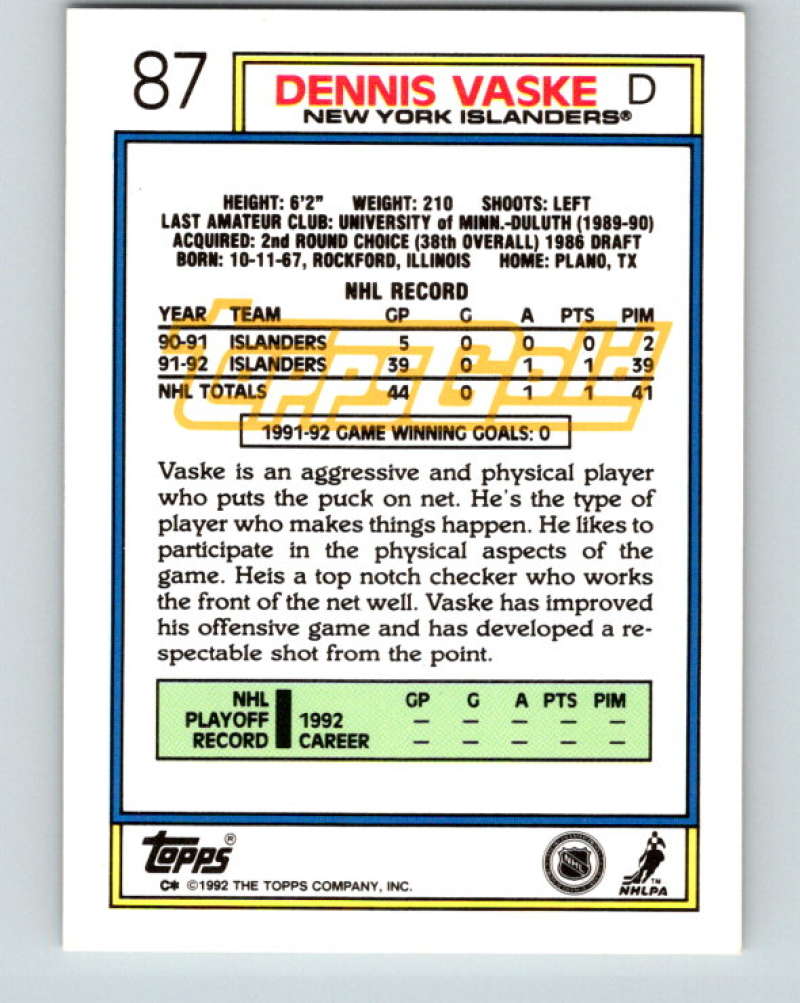 87
DENNIS VASKE D
NEW YORK ISLANDERS®
HEIGHT: 6'2" WEIGHT: 210 SHOOTS: LEFT
LAST AMATEUR CLUB: UNIVERSITY of MINN.-DULUTH (1989-90)
ACQUIRED: 2nd ROUND CHOICE (38th OVERALL) 1986 DRAFT
BORN: 10-11-67, ROCKFORD, ILLINOIS HOME: PLANO, TX
NHL RECORD
YEAR TEAM GP G A PTS PIM
90-91 ISLANDERS 5 0 0 0 2
91-92 ISLANDERS 39 0 1 1 39
NHL TOTALS 44 0 1 1 41
ToppsGold
1991-92 GAME WINNING GOALS: 0
Vaske is an aggressive and physical player
who puts the puck on net. He's the type of
player who makes things happen. He likes to
participate in the physical aspects of the
game. Heis a top notch checker who works
the front of the net well. Vaske has improved
his offensive game and has developed a re-
spectable shot from the point.
NHL GP G A PTS PIM
PLAYOFF 1992 – – – – –
RECORD CAREER – – – – –
Topps®
C* ©1992 THE TOPPS COMPANY, INC.
NHL
TM
NHLPA